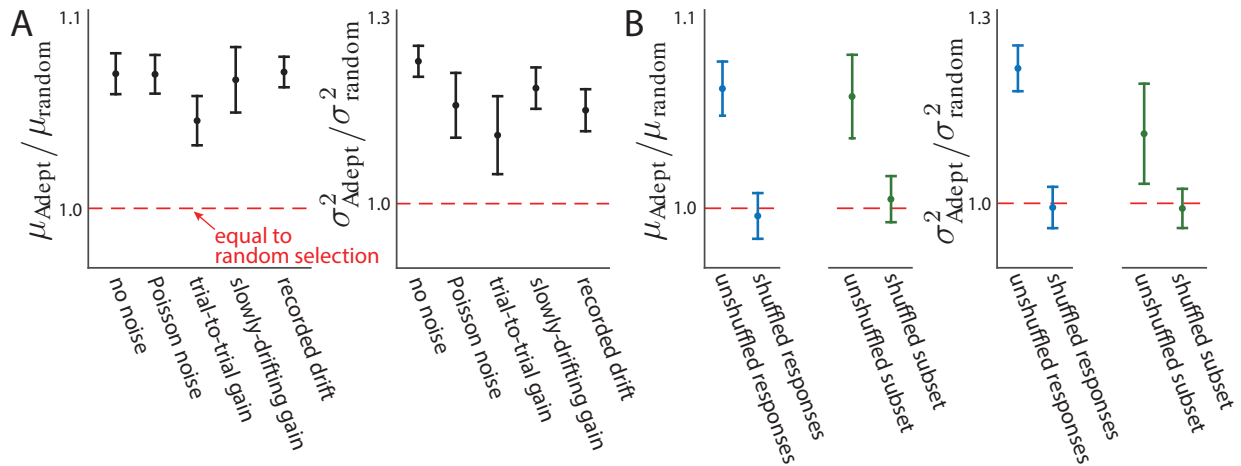 A
μAdept / μrandom
1.1
1.0
equal to
random selection
no noise
Poisson noise
trial-to-trial gain
slowly-drifting gain
recorded drift
σ²Adept / σ²random
1.3
1.0
no noise
Poisson noise
trial-to-trial gain
slowly-drifting gain
recorded drift
B
μAdept / μrandom
1.1
1.0
unshuffled responses
shuffled responses
unshuffled subset
shuffled subset
σ²Adept / σ²random
1.3
1.0
unshuffled responses
shuffled responses
unshuffled subset
shuffled subset